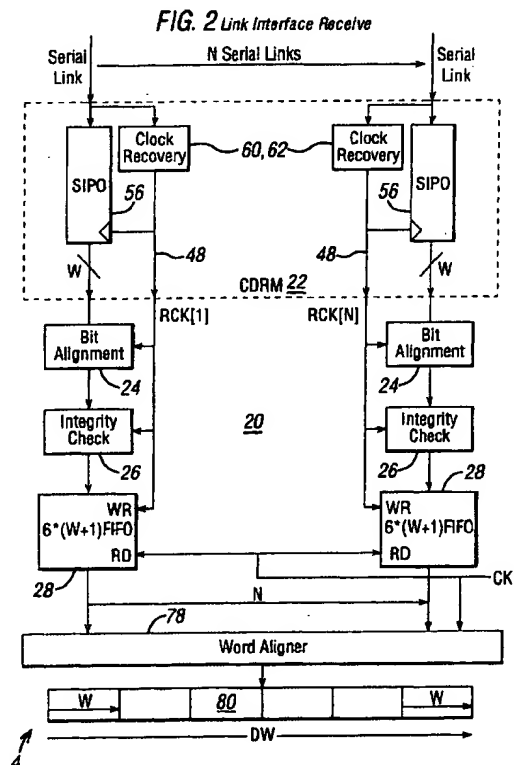 FIG. 2 Link Interface Receive
Serial Link
N Serial Links
Serial Link
SIPO
Clock Recovery
60, 62
Clock Recovery
SIPO
56
56
W
48
48
W
CDRM 22
RCK[1]
RCK[N]
Bit Alignment
24
Bit Alignment
24
Integrity Check
26
20
Integrity Check
26
28
WR
6*(W+1)FIFO
RD
28
WR
6*(W+1)FIFO
RD
CK
N
78
Word Aligner
W
80
W
DW
4